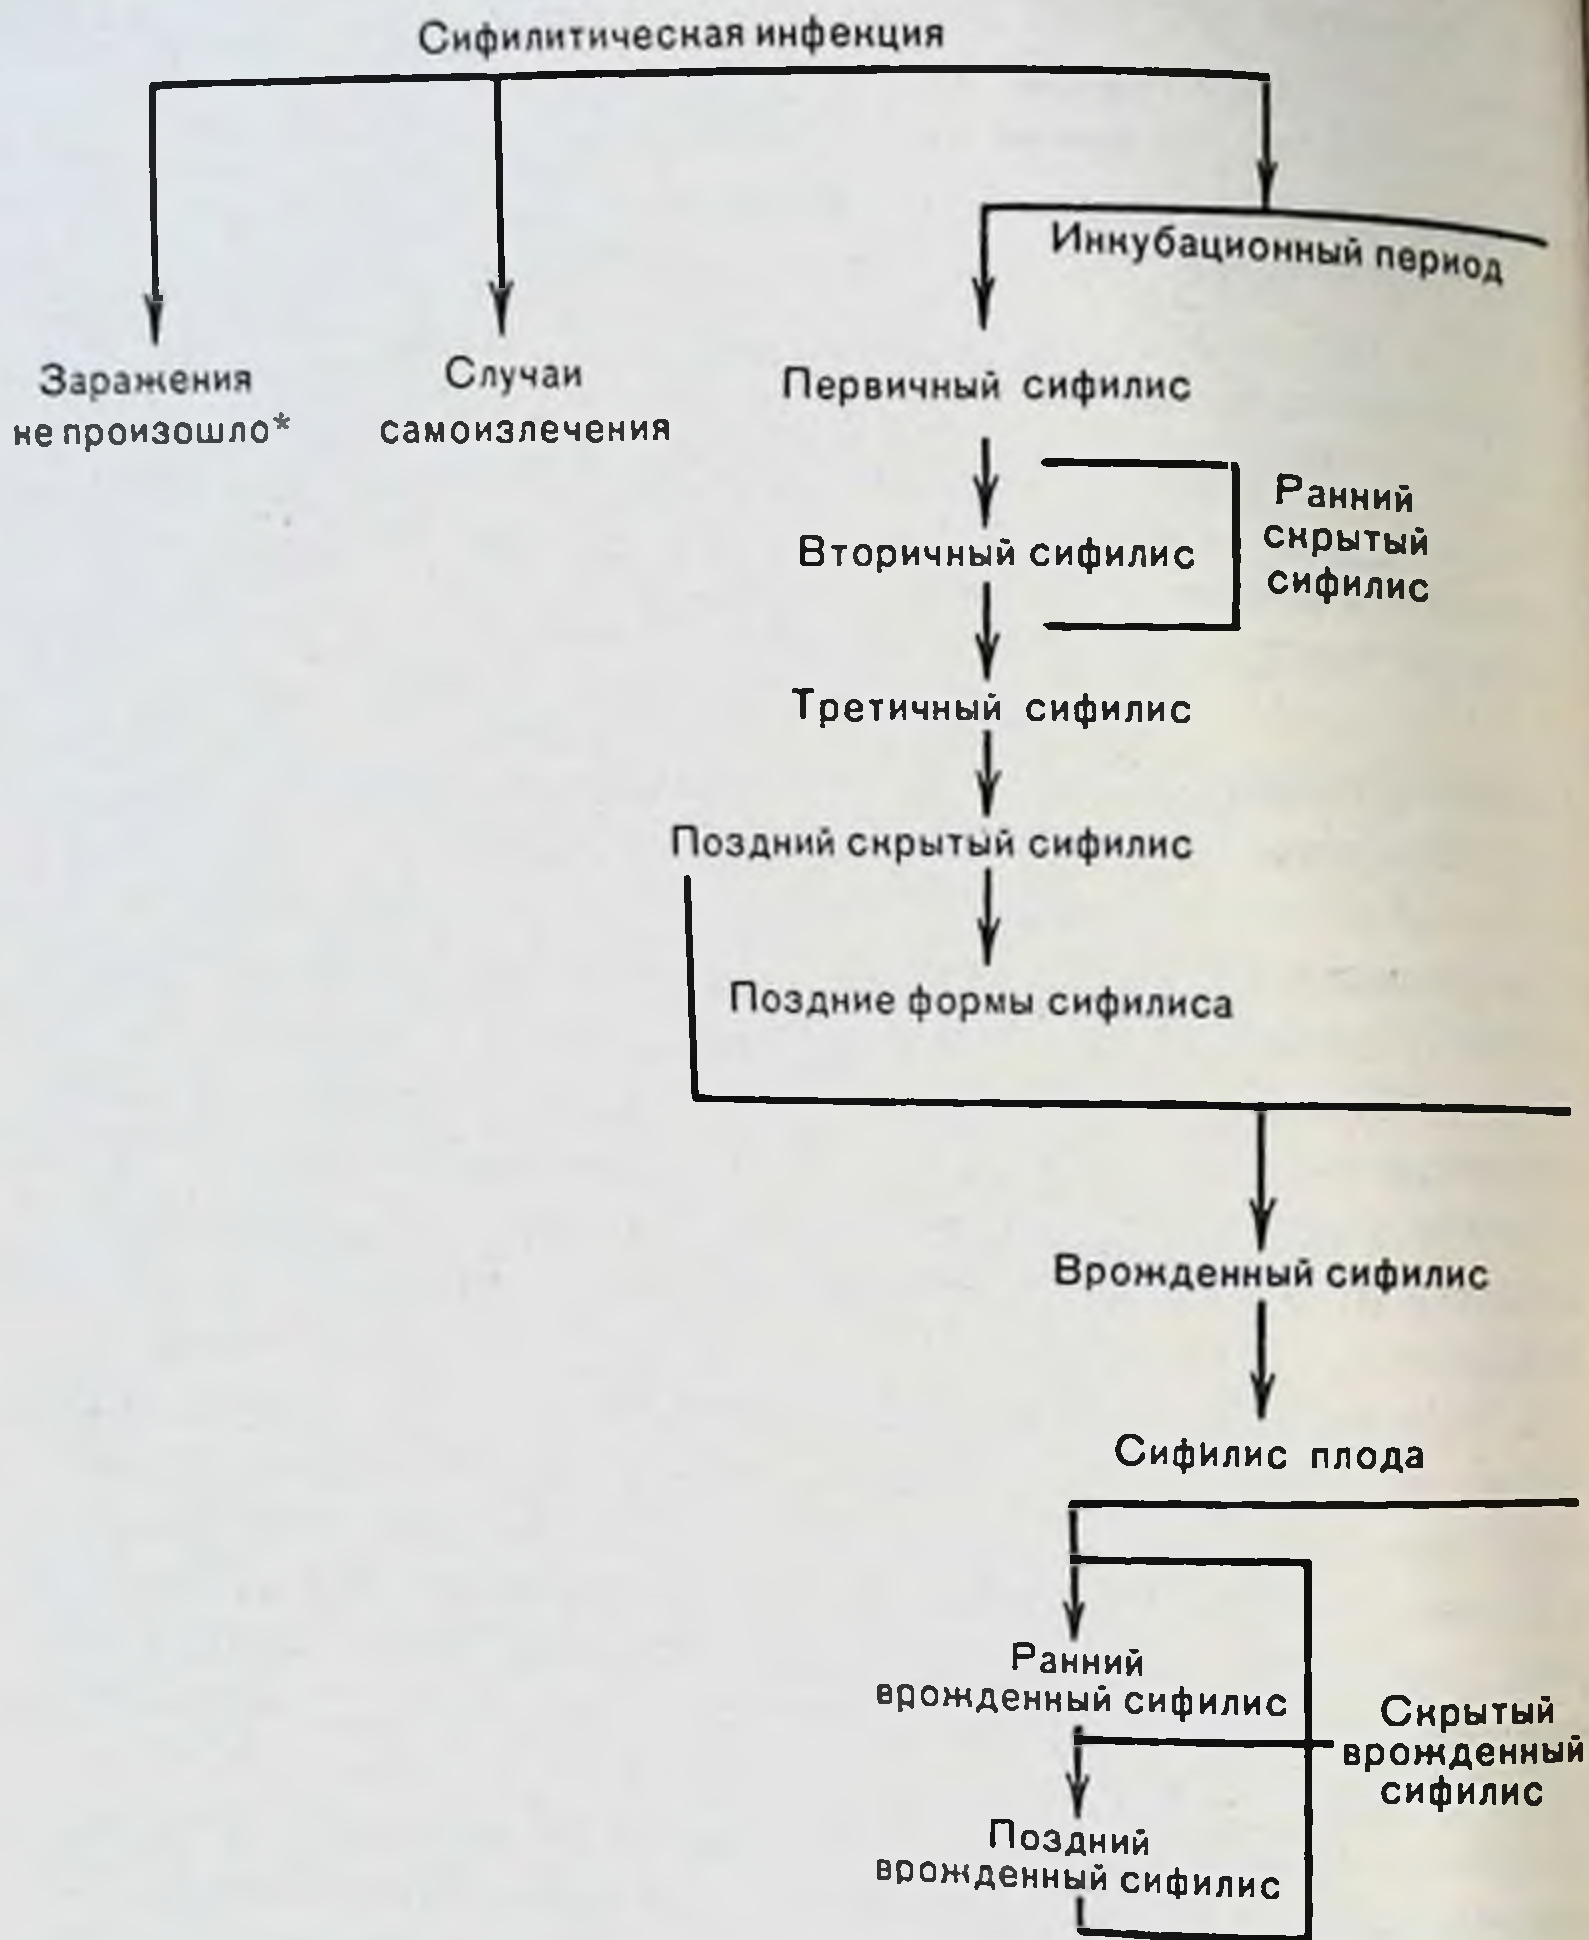 Сифилитическая инфекция
Инкубационный период
Заражения
не произошло*
Случаи
самоизлечения
Первичный сифилис
Ранний
скрытый
сифилис
Вторичный сифилис
Третичный сифилис
Поздний скрытый сифилис
Поздние формы сифилиса
Врожденный сифилис
Сифилис плода
Ранний
врожденный сифилис
Скрытый
врожденный
сифилис
Поздний
врожденный сифилис